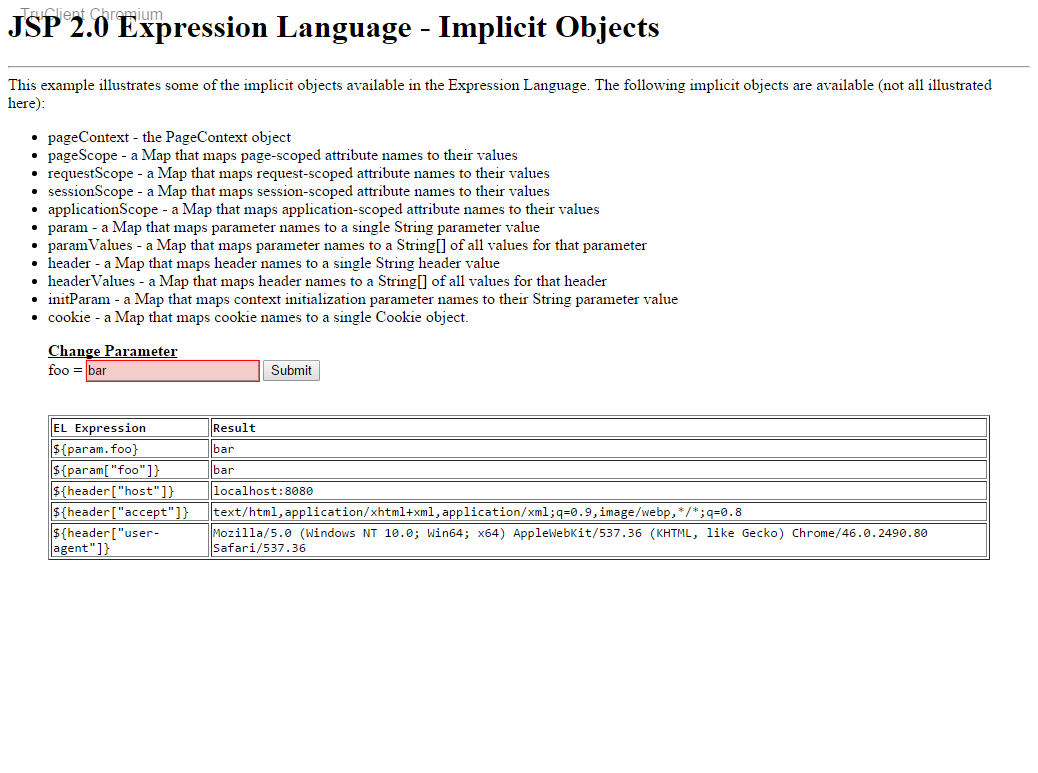 TruClient Chromium
JSP 2.0 Expression Language - Implicit Objects
This example illustrates some of the implicit objects available in the Expression Language. The following implicit objects are available (not all illustrated
here):
pageContext - the PageContext object
pageScope - a Map that maps page-scoped attribute names to their values
requestScope - a Map that maps request-scoped attribute names to their values
sessionScope - a Map that maps session-scoped attribute names to their values
applicationScope - a Map that maps application-scoped attribute names to their values
param - a Map that maps parameter names to a single String parameter value
paramValues - a Map that maps parameter names to a String[] of all values for that parameter
header - a Map that maps header names to a single String header value
headerValues - a Map that maps header names to a String[] of all values for that header
initParam - a Map that maps context initialization parameter names to their String parameter value
cookie - a Map that maps cookie names to a single Cookie object.
Change Parameter
foo = bar Submit
EL Expression Result
${param.foo} bar
${param["foo"]} bar
${header["host"]} localhost:8080
${header["accept"]} text/html,application/xhtml+xml,application/xml;q=0.9,image/webp,*/*;q=0.8
${header["user- Mozilla/5.0 (Windows NT 10.0; Win64; x64) AppleWebKit/537.36 (KHTML, like Gecko) Chrome/46.0.2490.80
agent"]} Safari/537.36